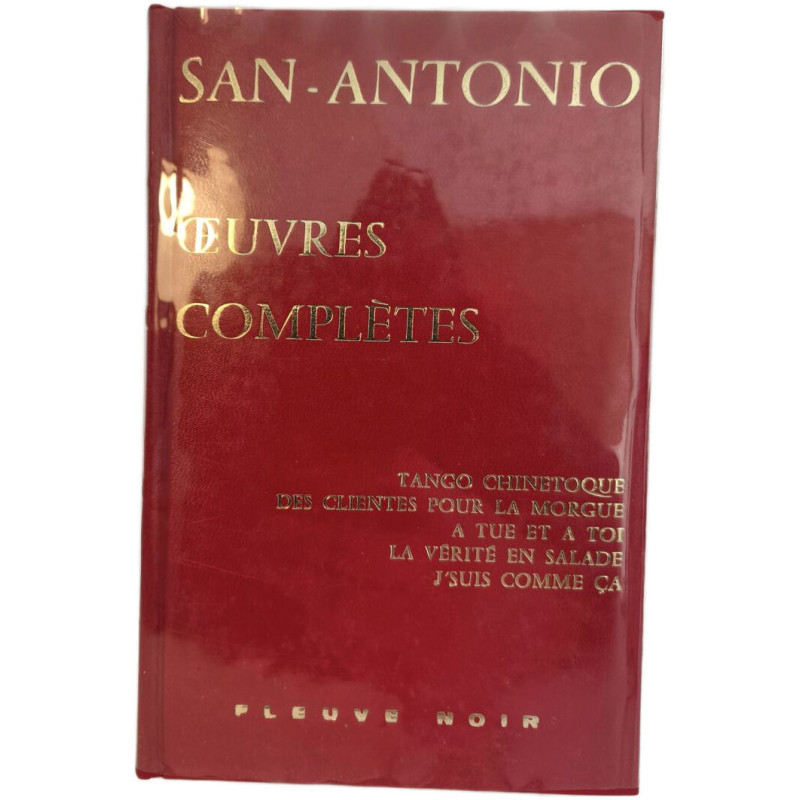 SAN-ANTONIO
ŒUVRES
COMPLÈTES
TANGO CHINETOQUE
DES CLIENTES POUR LA MORGUE
A TUE ET A TOI
LA VÉRITÉ EN SALADE
J'SUIS COMME ÇA
FLEUVE NOIR